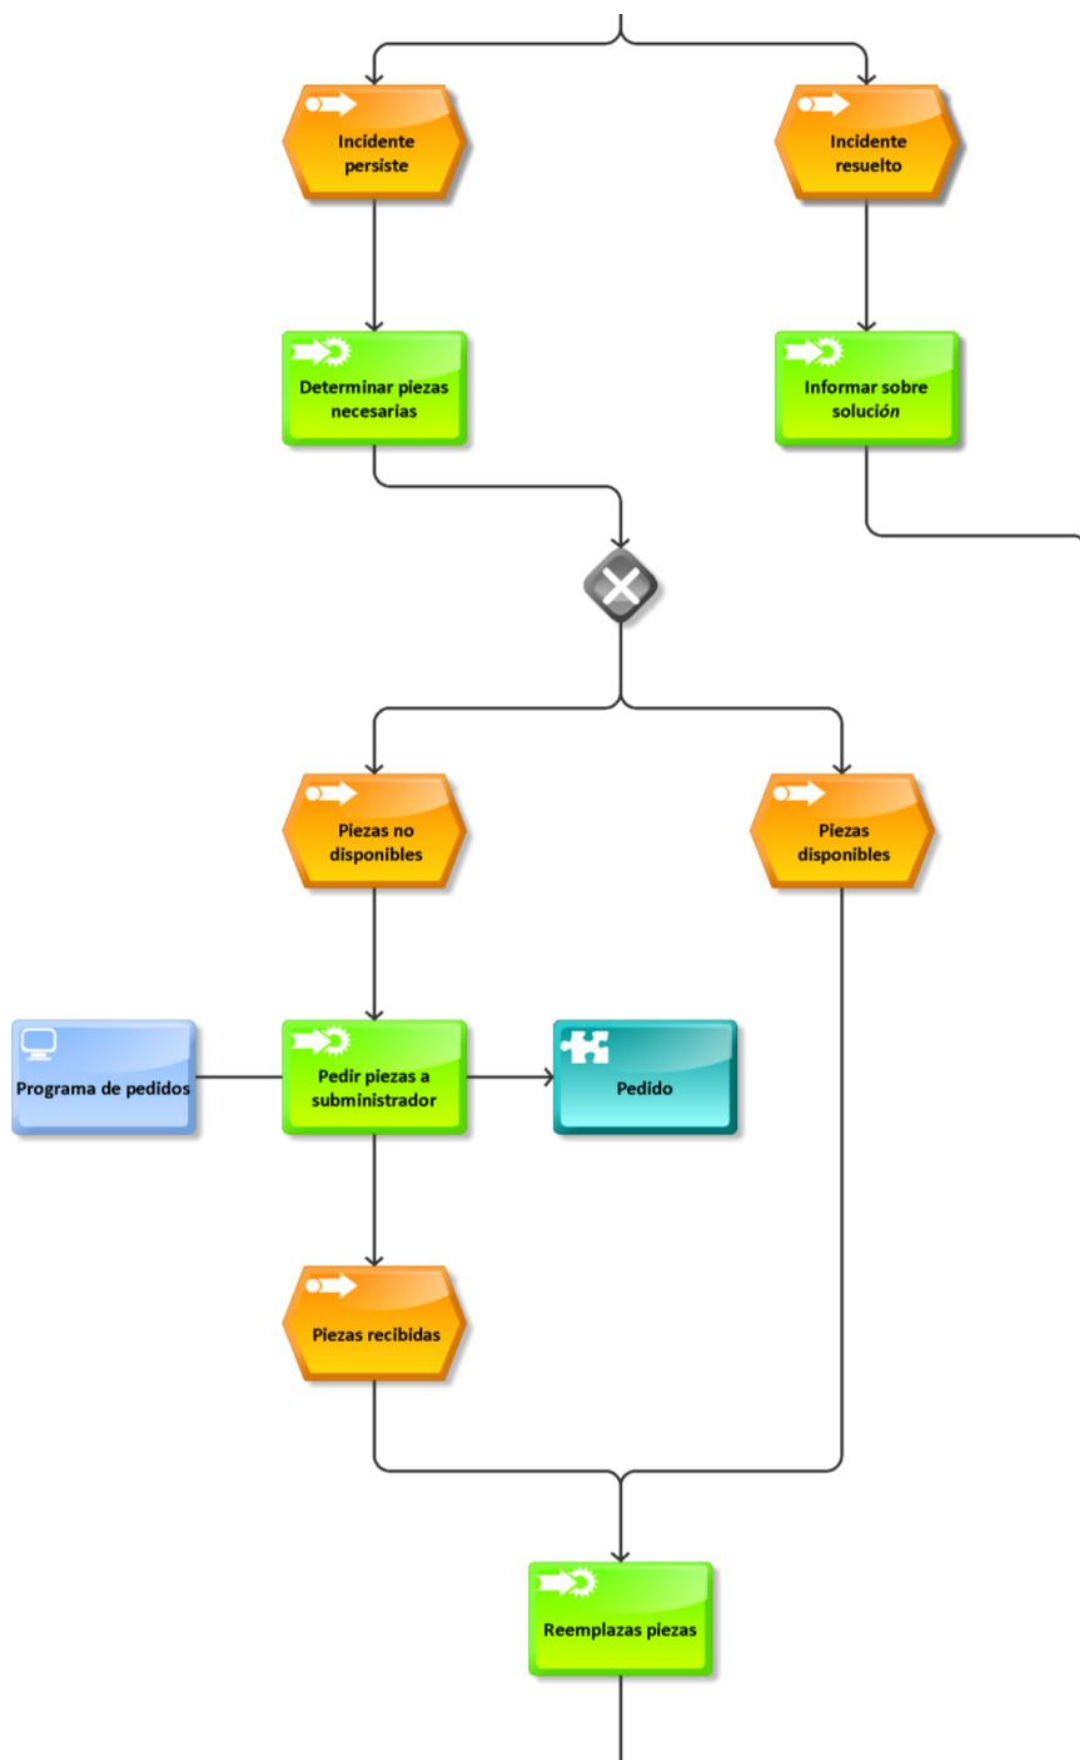 Incidente
persiste
Incidente
resuelto
Determinar piezas
necesarias
Informar sobre
solución
Piezas no
disponibles
Piezas
disponibles
Programa de pedidos
Pedir piezas a
subministrador
Pedido
Piezas recibidas
Reemplazas piezas